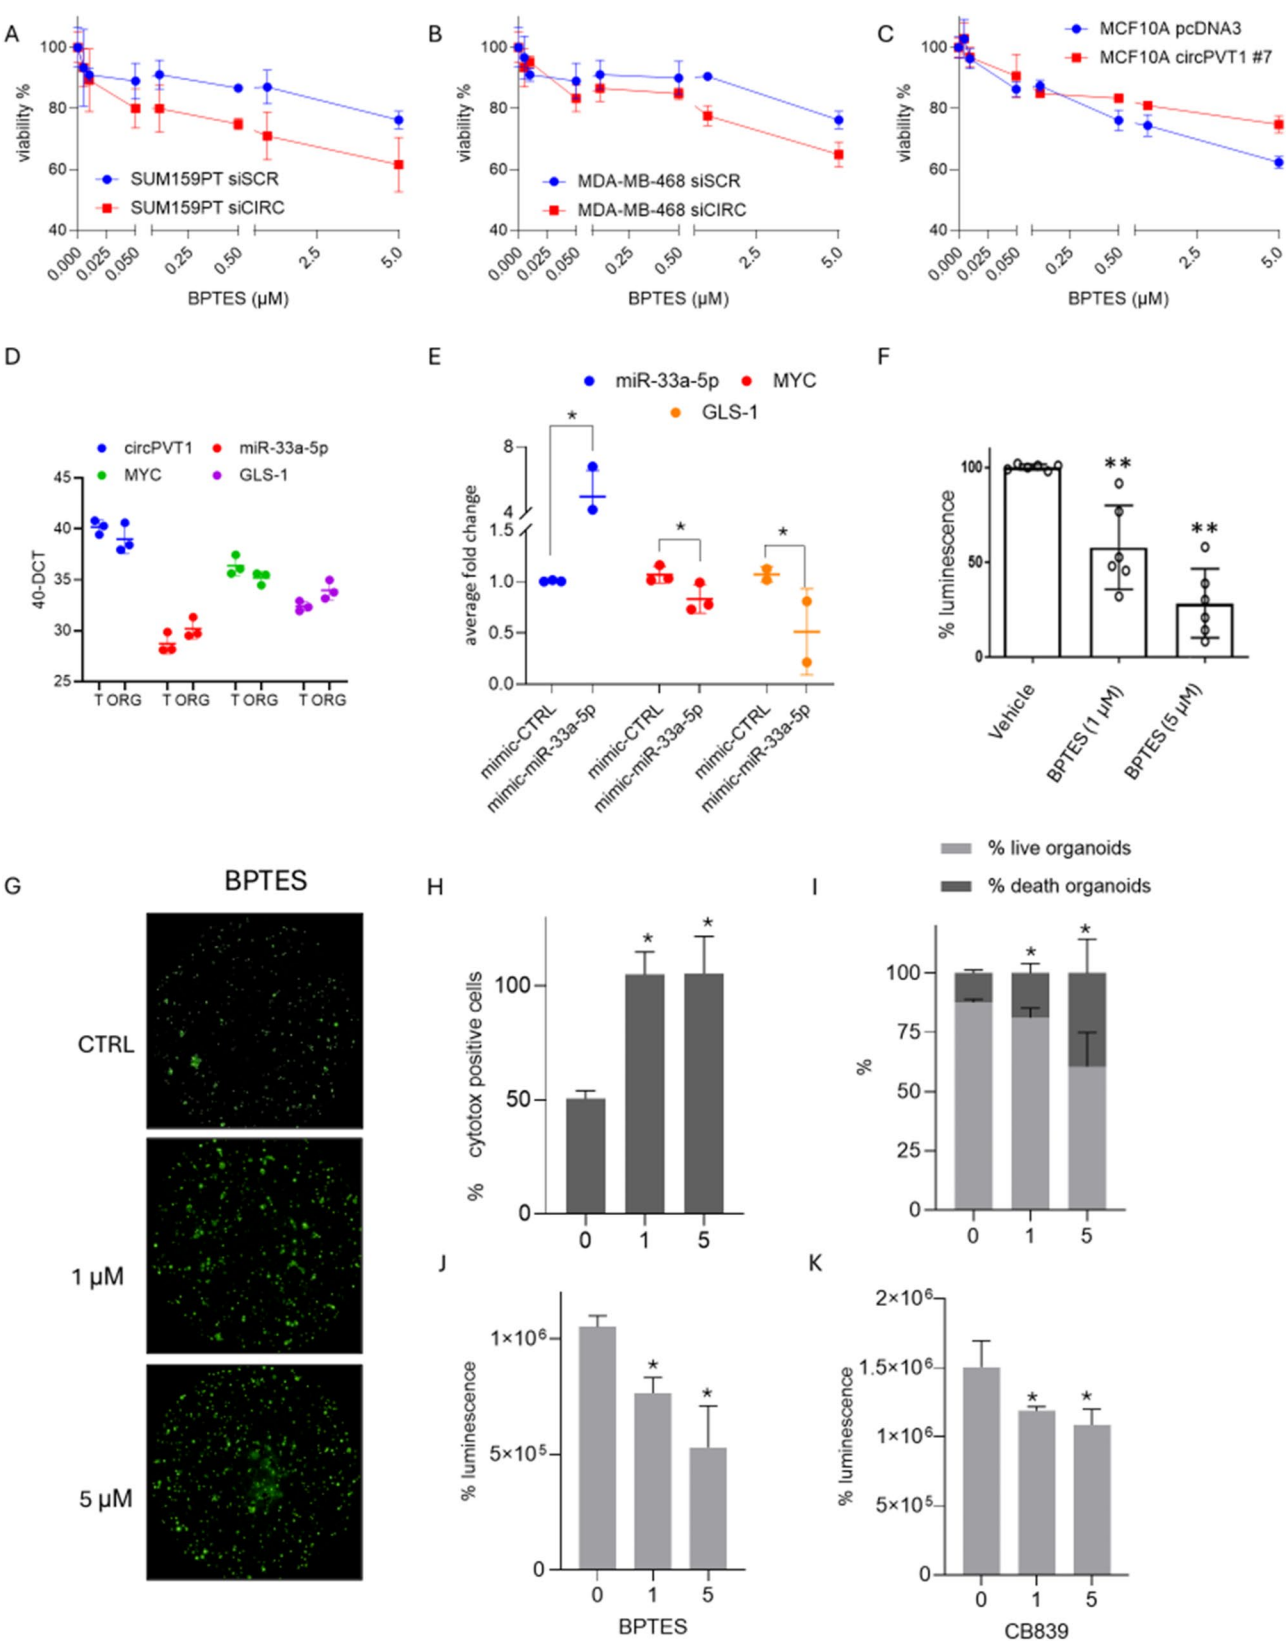 A
100
80
60
40
viability %
SUM159PT siSCR
SUM159PT siCIRC
0.000
0.025
0.050
0.25
0.50
2.5
5.0
BPTES (µM)
B
100
80
60
40
viability %
MDA-MB-468 siSCR
MDA-MB-468 siCIRC
0.000
0.025
0.050
0.25
0.50
2.5
5.0
BPTES (µM)
C
MCF10A pcDNA3
MCF10A circPVT1 #7
100
80
60
40
viability %
0.000
0.025
0.050
0.25
0.50
2.5
5.0
BPTES (µM)
D
circPVT1
miR-33a-5p
MYC
GLS-1
45
40
35
30
25
40-DCT
T ORG T ORG T ORG T ORG
E
miR-33a-5p
MYC
GLS-1
*
*
*
8
4
1.5
1.0
0.5
0.0
average fold change
mimic-CTRL
mimic-miR-33a-5p
mimic-CTRL
mimic-miR-33a-5p
mimic-CTRL
mimic-miR-33a-5p
F
**
**
100
50
0
% luminescence
Vehicle
BPTES (1 µM)
BPTES (5 µM)
G
BPTES
CTRL
1 µM
5 µM
H
*
*
100
50
0
% cytotox positive cells
0 1 5
I
% live organoids
% death organoids
*
*
100
75
50
25
0
%
0 1 5
J
*
*
1×10⁶
5×10⁵
0
% luminescence
0 1 5
BPTES
K
*
*
2×10⁶
1.5×10⁶
1×10⁶
5×10⁵
0
% luminescence
0 1 5
CB839